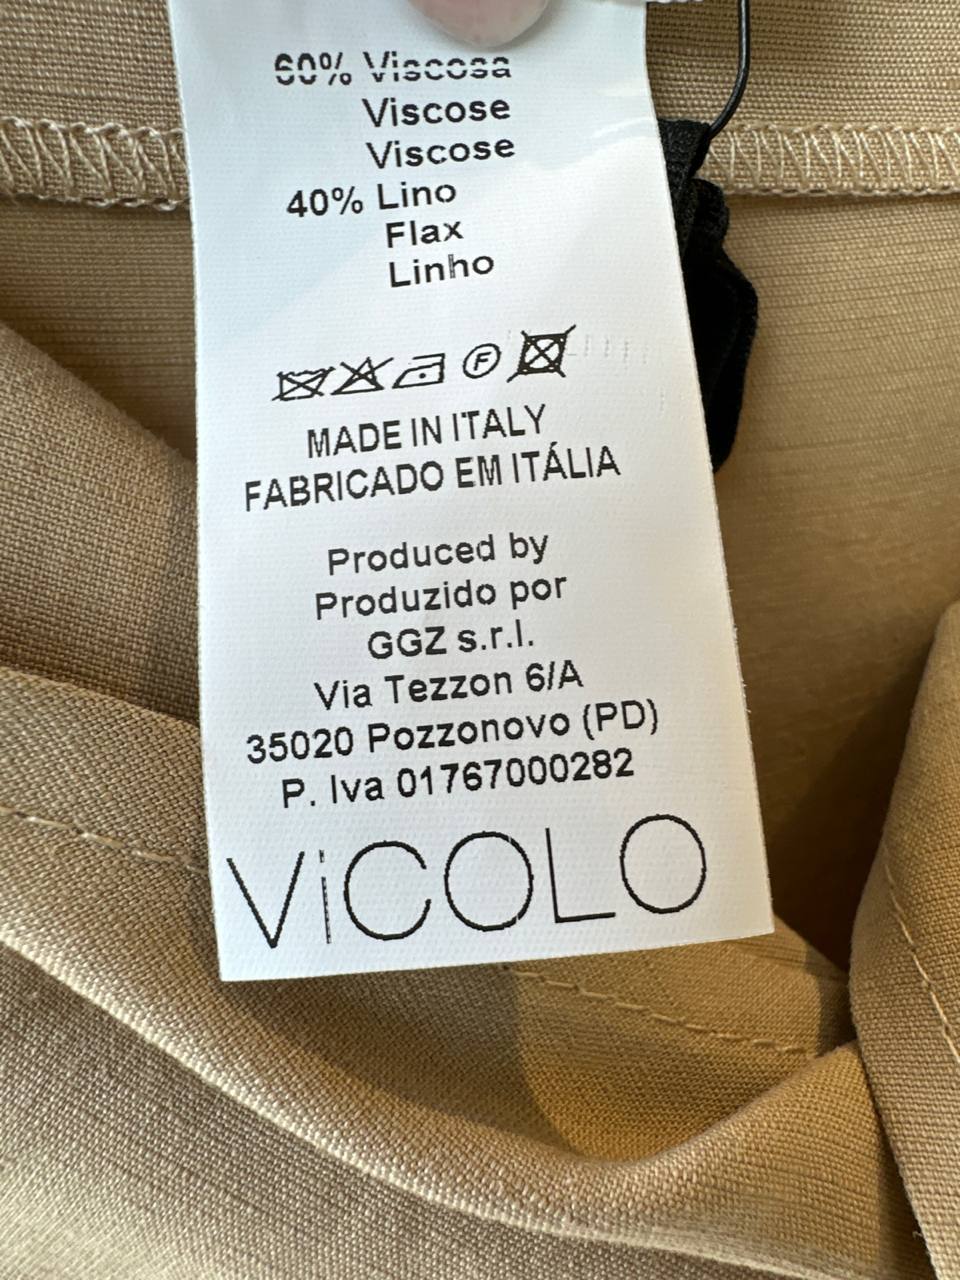 60% Viscosa
Viscose
Viscose
40% Lino
Flax
Linho
F
MADE IN ITALY
FABRICADO EM ITÁLIA
Produced by
Produzido por
GGZ s.r.l.
Via Tezzon 6/A
35020 Pozzonovo (PD)
P. Iva 01767000282
ViCOLO